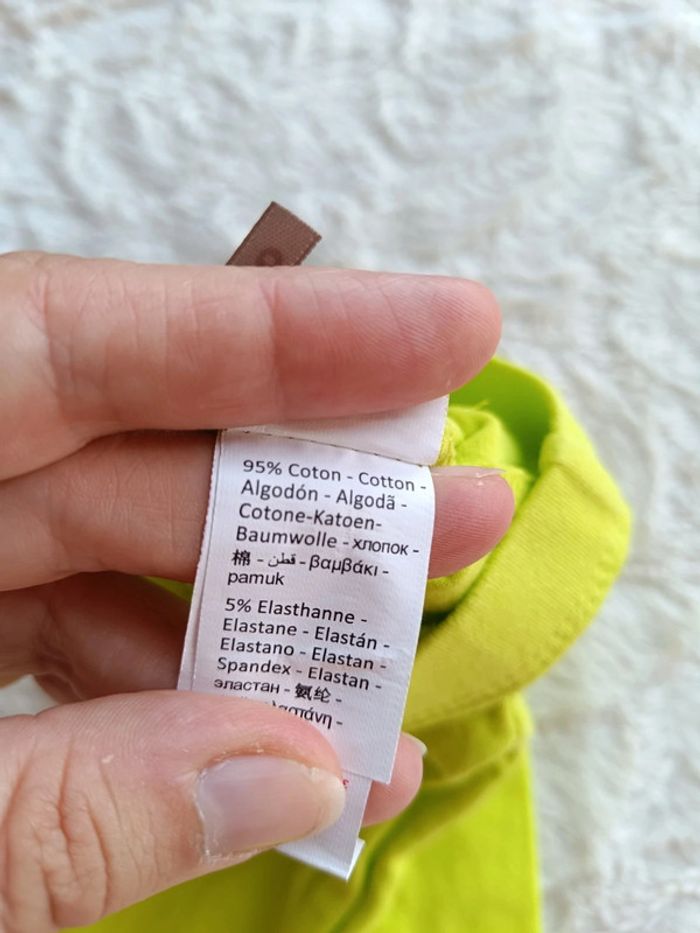 95% Coton - Cotton -
Algodón - Algodã -
Cotone-Katoen-
Baumwolle - хлопок -
棉 - قطن - βαμβάκι -
pamuk
5% Elasthanne -
Elastane - Elastán -
Elastano - Elastan -
Spandex - Elastan -
эластан - 氨纶 -